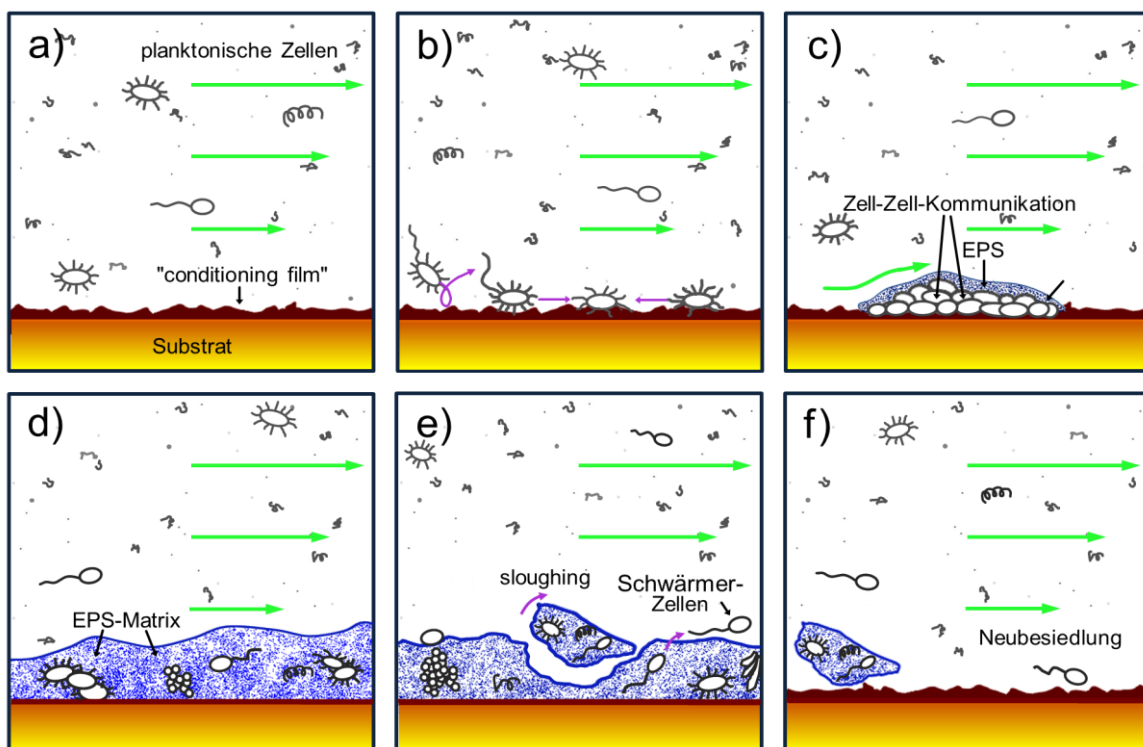 a)
planktonische Zellen
"conditioning film"
Substrat
b)
c)
Zell-Zell-Kommunikation
EPS
d)
EPS-Matrix
e)
sloughing
Schwärmer-
Zellen
f)
Neubesiedlung